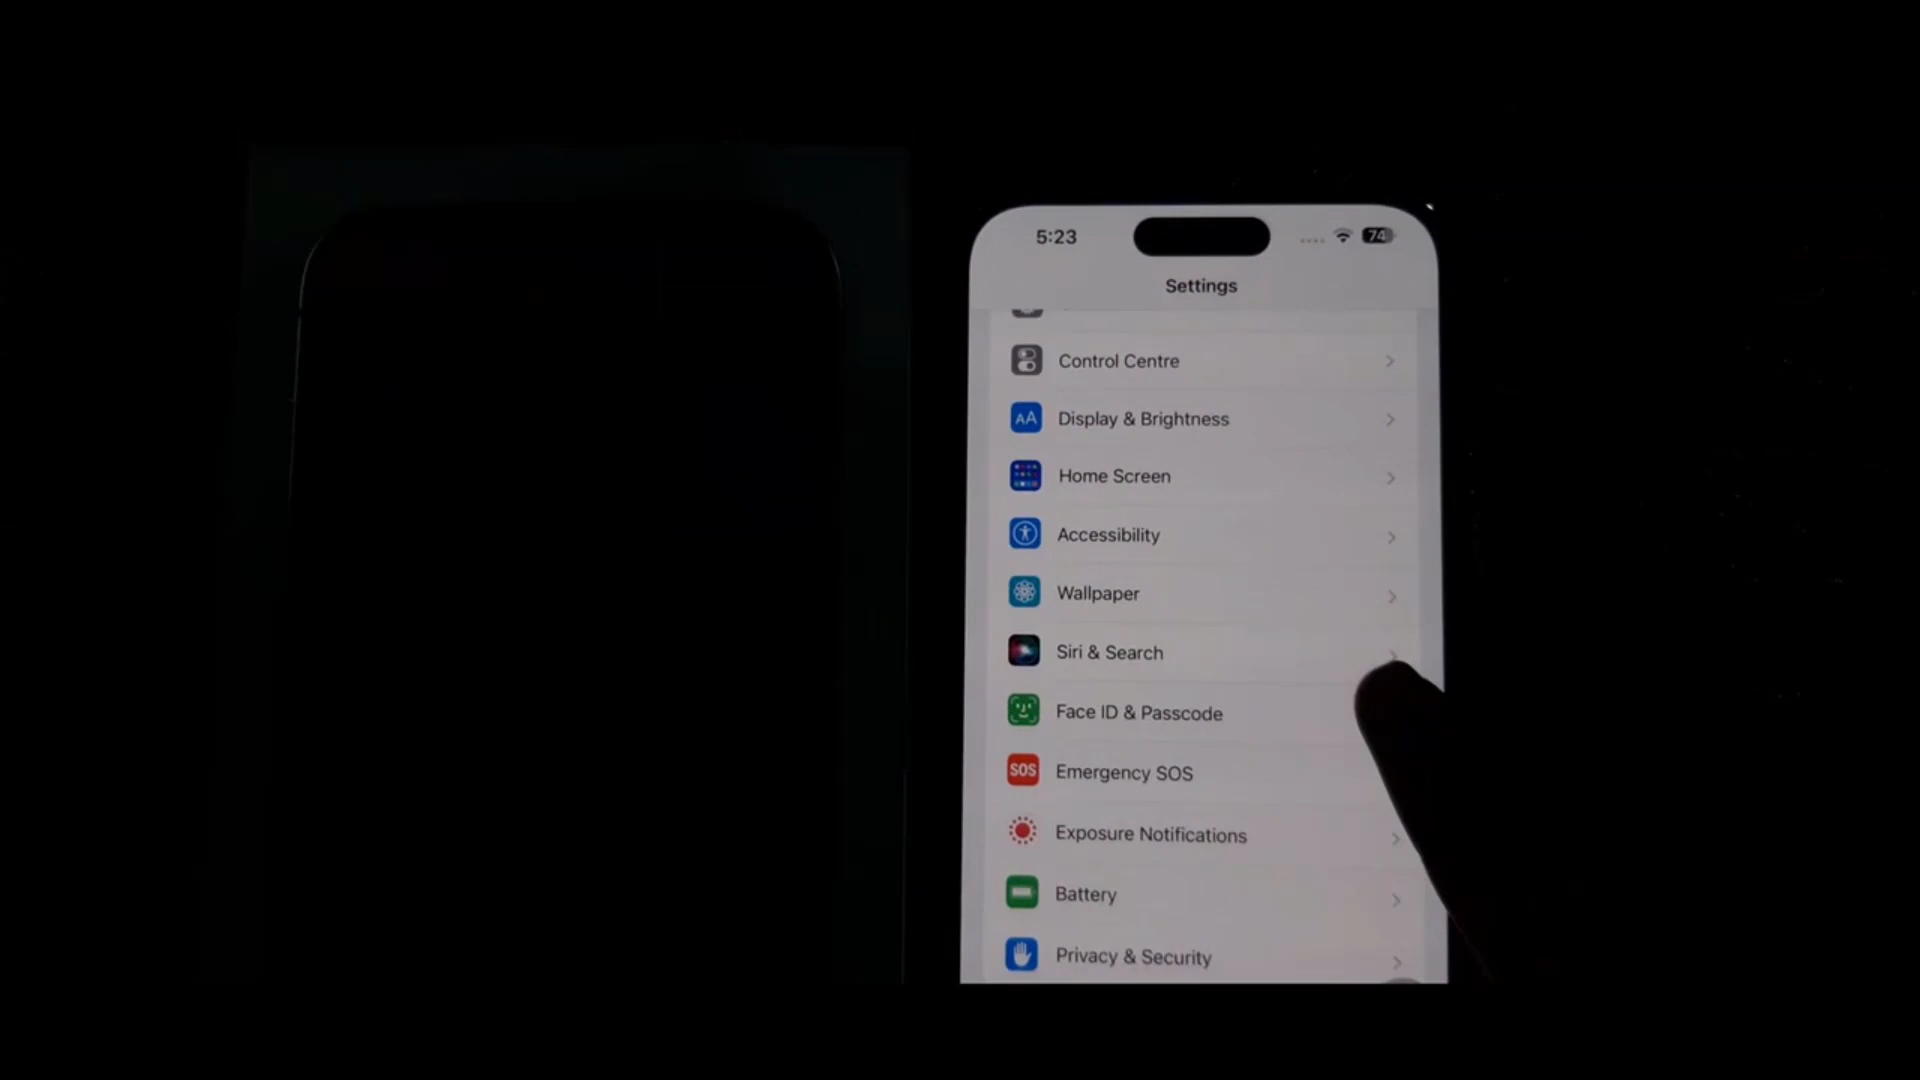 5:23
74
Settings
Control Centre
AA
Display & Brightness
Home Screen
Accessibility
Wallpaper
Siri & Search
Face ID & Passcode
SOS
Emergency SOS
Exposure Notifications
Battery
Privacy & Security